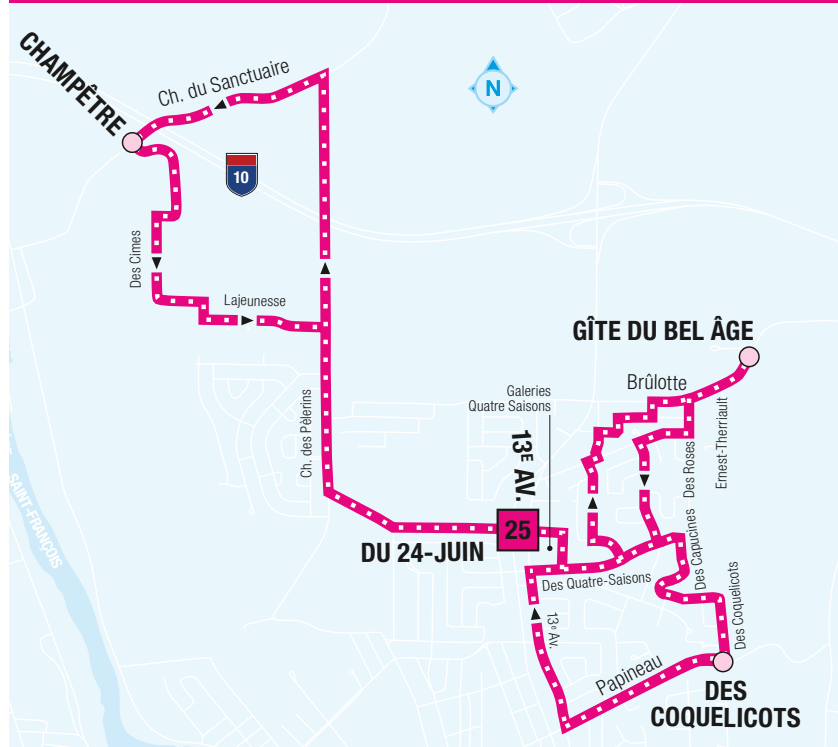 CHAMPÊTRE
Ch. du Sanctuaire
N
10
Des Cimes
Lajeunesse
GÎTE DU BEL ÂGE
Brûlotte
Galeries
Quatre Saisons
Ernest-Therriault
Des Roses
Ch. des Pèlerins
13E AV.
25
DU 24-JUIN
Des Quatre-Saisons
Des Capucines
Des Coquelicots
13e Av.
Papineau
DES
COQUELICOTS
SAINT-FRANÇOIS